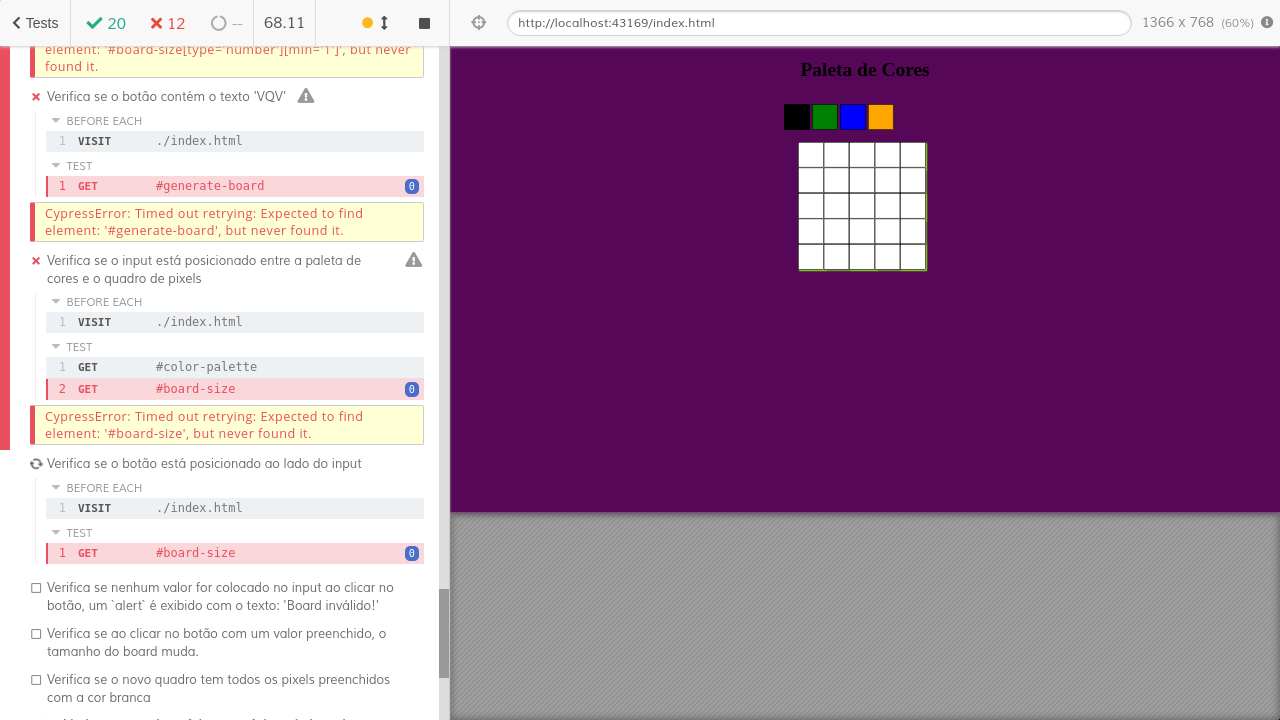 Tests
20
12
--
68.11
http://localhost:43169/index.html
1366 x 768 (60%)
element: '#board-size[type='number'][min='1']', but never
found it.
Verifica se o botão contém o texto 'VQV'
BEFORE EACH
1 VISIT ./index.html
TEST
1 GET #generate-board 0
CypressError: Timed out retrying: Expected to find
element: '#generate-board', but never found it.
Verifica se o input está posicionado entre a paleta de
cores e o quadro de pixels
BEFORE EACH
1 VISIT ./index.html
TEST
1 GET #color-palette
2 GET #board-size 0
CypressError: Timed out retrying: Expected to find
element: '#board-size', but never found it.
Verifica se o botão está posicionado ao lado do input
BEFORE EACH
1 VISIT ./index.html
TEST
1 GET #board-size 0
Verifica se nenhum valor for colocado no input ao clicar no
botão, um `alert` é exibido com o texto: 'Board inválido!'
Verifica se ao clicar no botão com um valor preenchido, o
tamanho do board muda.
Verifica se o novo quadro tem todos os pixels preenchidos
com a cor branca
Paleta de Cores